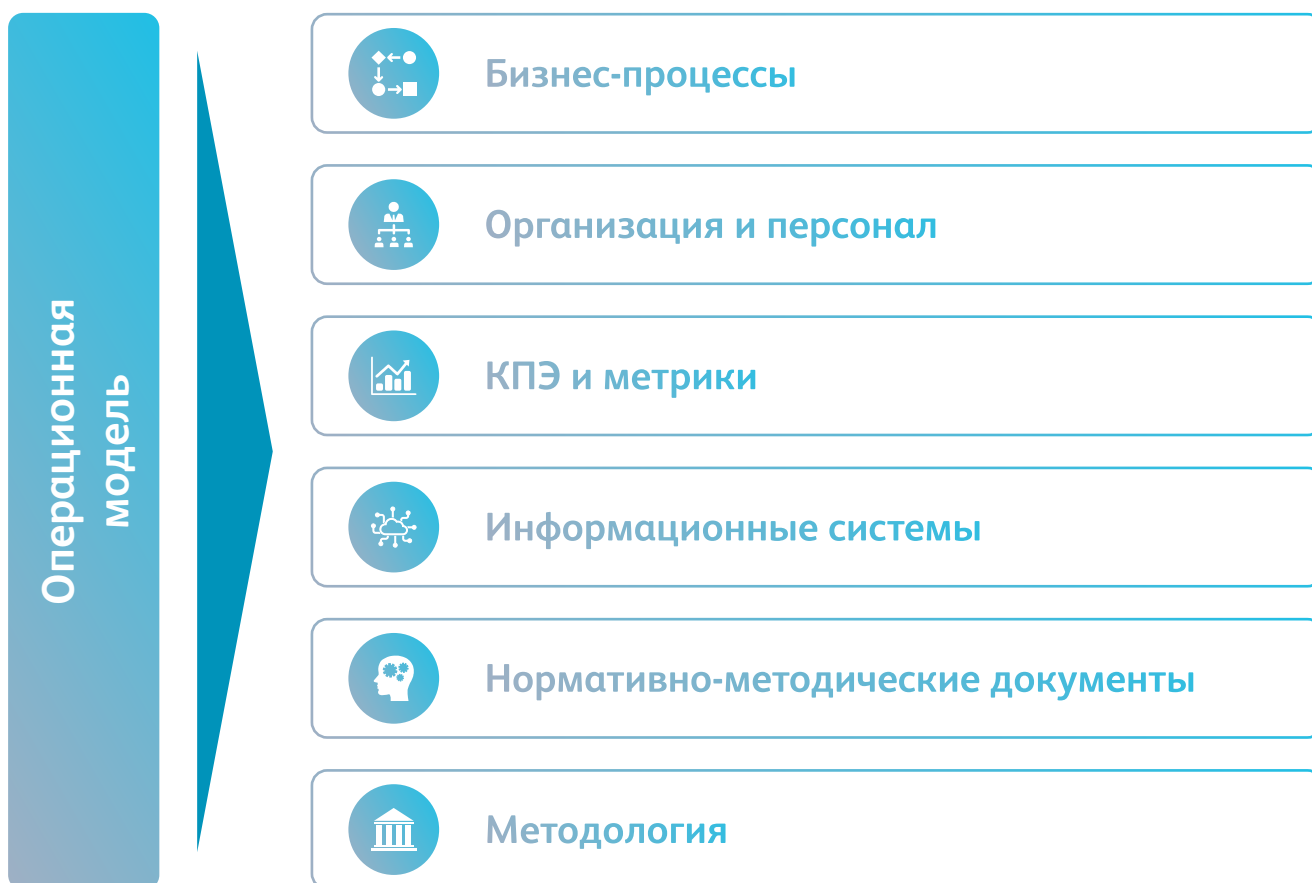 Операционная
модель
Бизнес-процессы
Организация и персонал
КПЭ и метрики
Информационные системы
Нормативно-методические документы
Методология